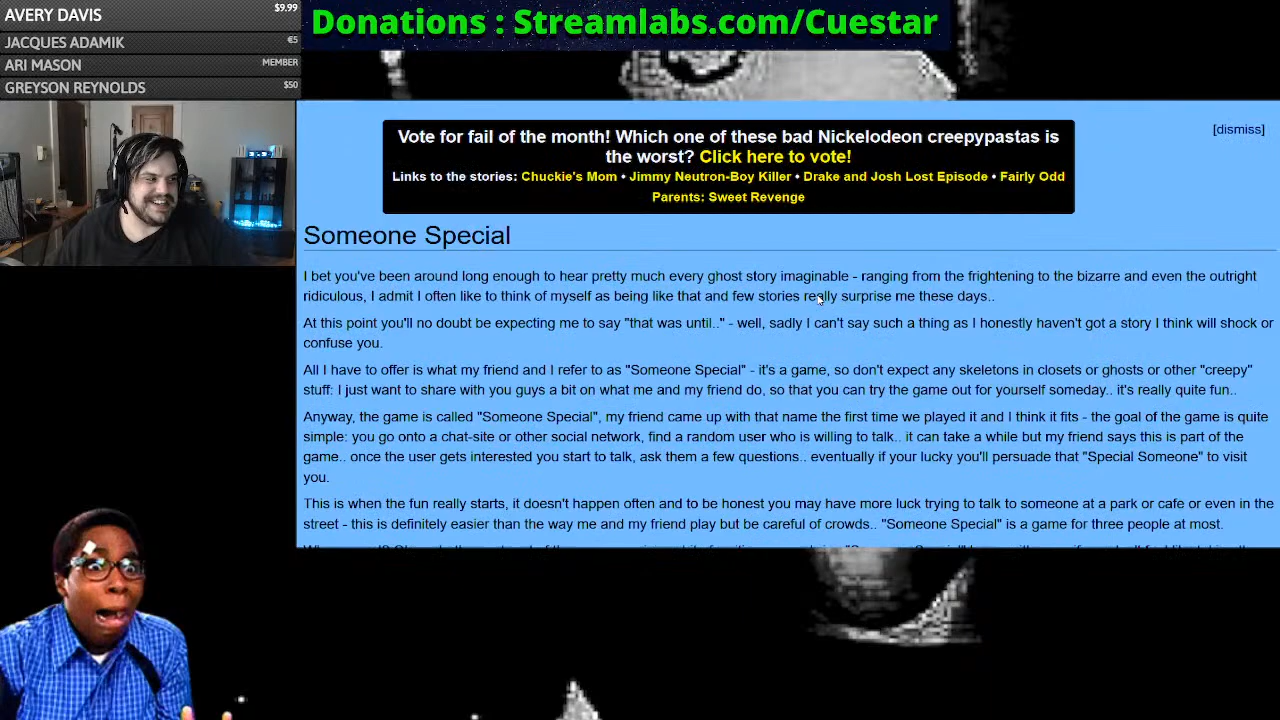 AVERY DAVIS $9.99
JACQUES ADAMIK €5
ARI MASON MEMBER
GREYSON REYNOLDS $50
Donations : Streamlabs.com/Cuestar
Vote for fail of the month! Which one of these bad Nickelodeon creepypastas is
the worst? Click here to vote!
Links to the stories: Chuckie's Mom • Jimmy Neutron-Boy Killer • Drake and Josh Lost Episode • Fairly Odd
Parents: Sweet Revenge
[dismiss]
Someone Special
I bet you've been around long enough to hear pretty much every ghost story imaginable - ranging from the frightening to the bizarre and even the outright
ridiculous, I admit I often like to think of myself as being like that and few stories really surprise me these days..
At this point you'll no doubt be expecting me to say "that was until.." - well, sadly I can't say such a thing as I honestly haven't got a story I think will shock or
confuse you.
All I have to offer is what my friend and I refer to as "Someone Special" - it's a game, so don't expect any skeletons in closets or ghosts or other "creepy"
stuff: I just want to share with you guys a bit on what me and my friend do, so that you can try the game out for yourself someday.. it's really quite fun..
Anyway, the game is called "Someone Special", my friend came up with that name the first time we played it and I think it fits - the goal of the game is quite
simple: you go onto a chat-site or other social network, find a random user who is willing to talk.. it can take a while but my friend says this is part of the
game.. once the user gets interested you start to talk, ask them a few questions.. eventually if your lucky you'll persuade that "Special Someone" to visit
you.
This is when the fun really starts, it doesn't happen often and to be honest you may have more luck trying to talk to someone at a park or cafe or even in the
street - this is definitely easier than the way me and my friend play but be careful of crowds.. "Someone Special" is a game for three people at most.